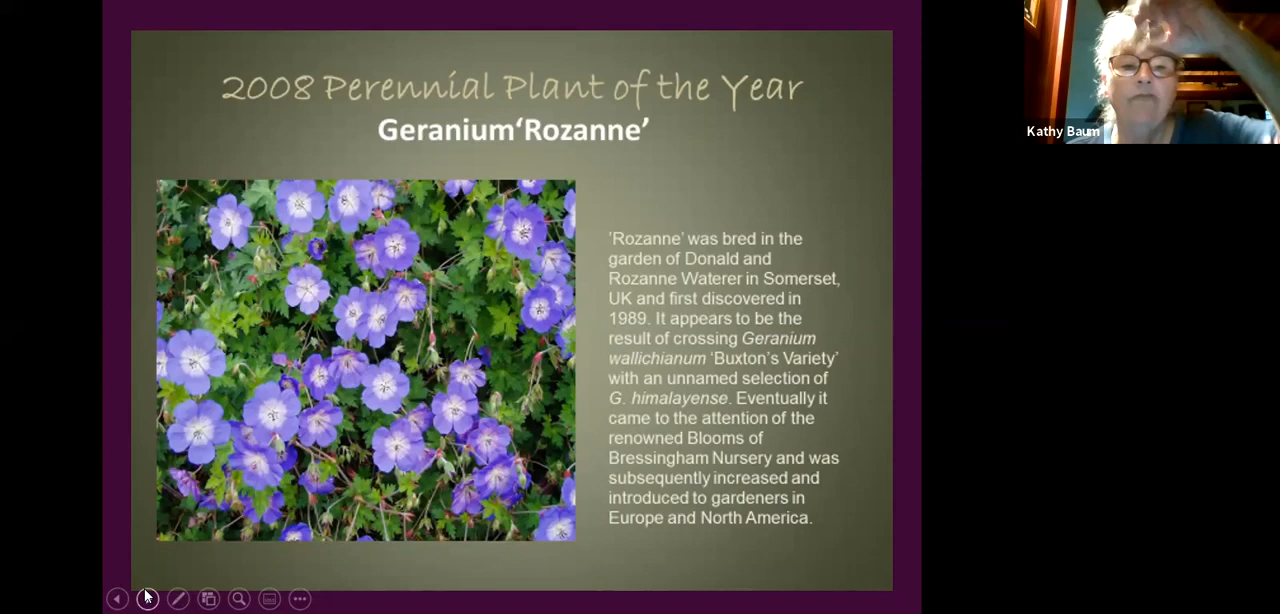 2008 Perennial Plant of the Year
Geranium‘Rozanne’
‘Rozanne’ was bred in the
garden of Donald and
Rozanne Waterer in Somerset,
UK and first discovered in
1989. It appears to be the
result of crossing Geranium
wallichianum ‘Buxton’s Variety’
with an unnamed selection of
G. himalayense. Eventually it
came to the attention of the
renowned Blooms of
Bressingham Nursery and was
subsequently increased and
introduced to gardeners in
Europe and North America.
Kathy Baum